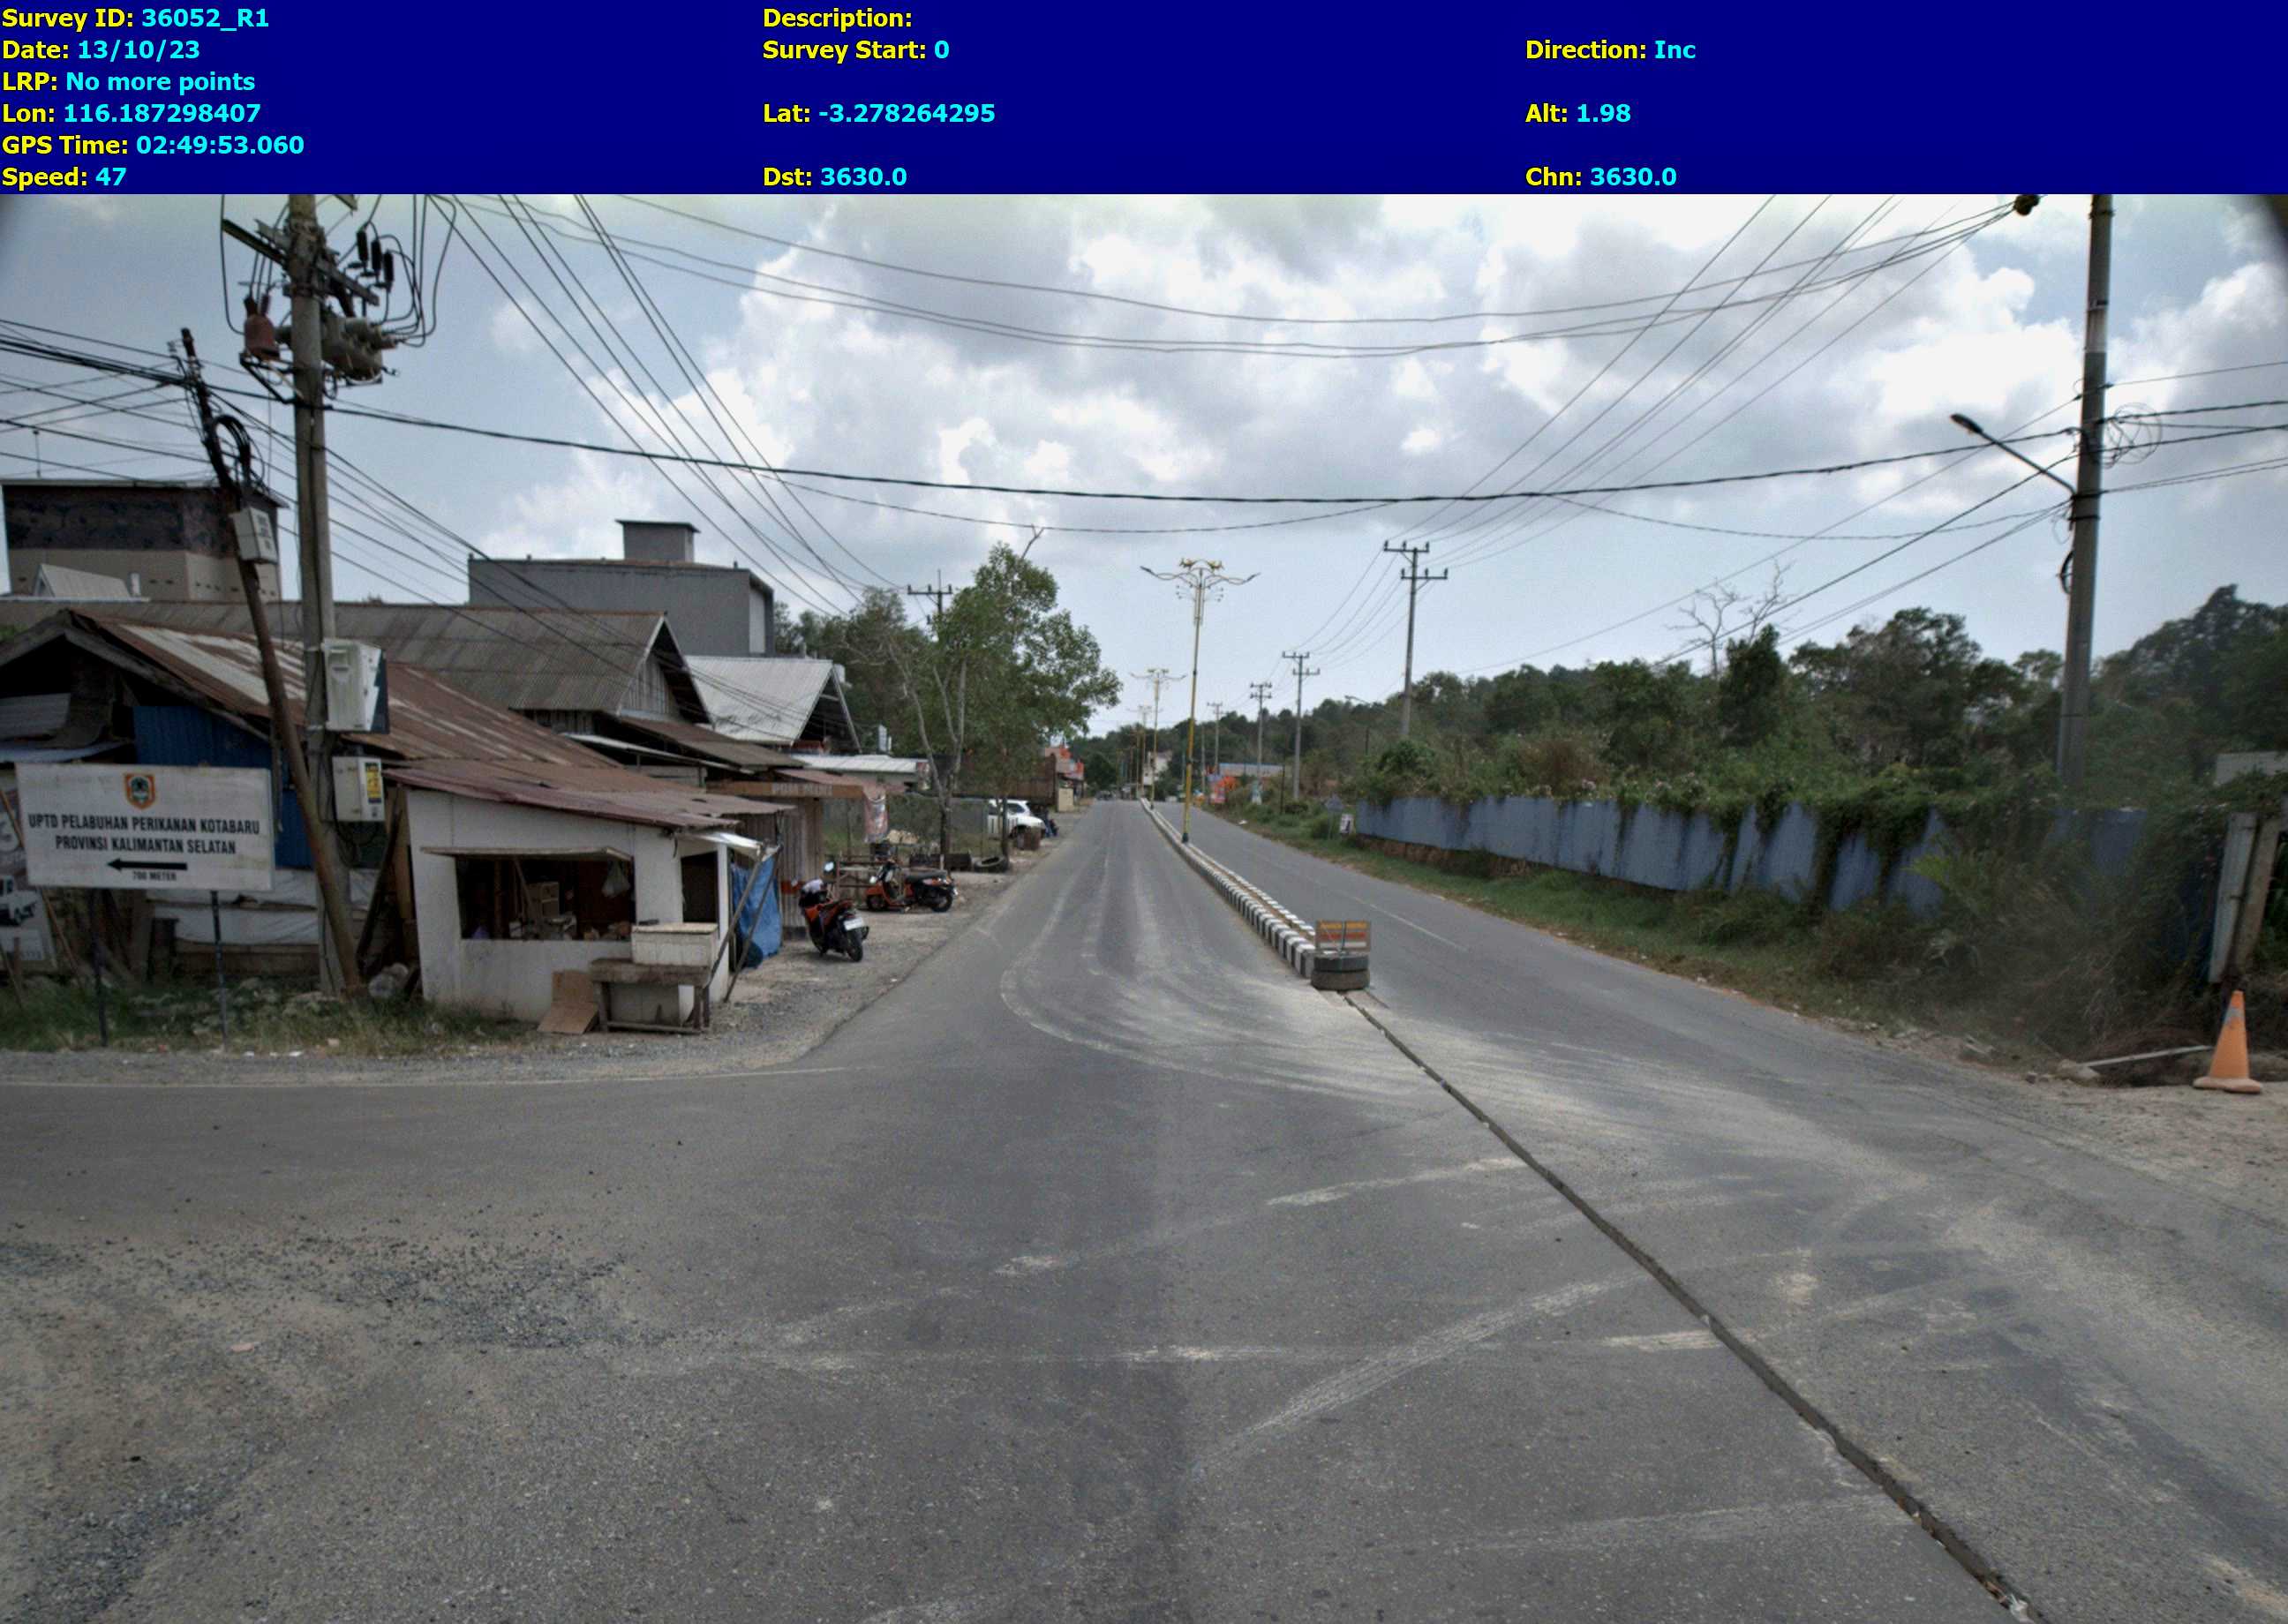 Survey ID: 36052_R1
Description:
Date: 13/10/23
Survey Start: 0
Direction: Inc
LRP: No more points
Lon: 116.187298407
Lat: -3.278264295
Alt: 1.98
GPS Time: 02:49:53.060
Speed: 47
Dst: 3630.0
Chn: 3630.0
UPTD PELABUHAN PERIKANAN KOTABARU
PROVINSI KALIMANTAN SELATAN
700 METER